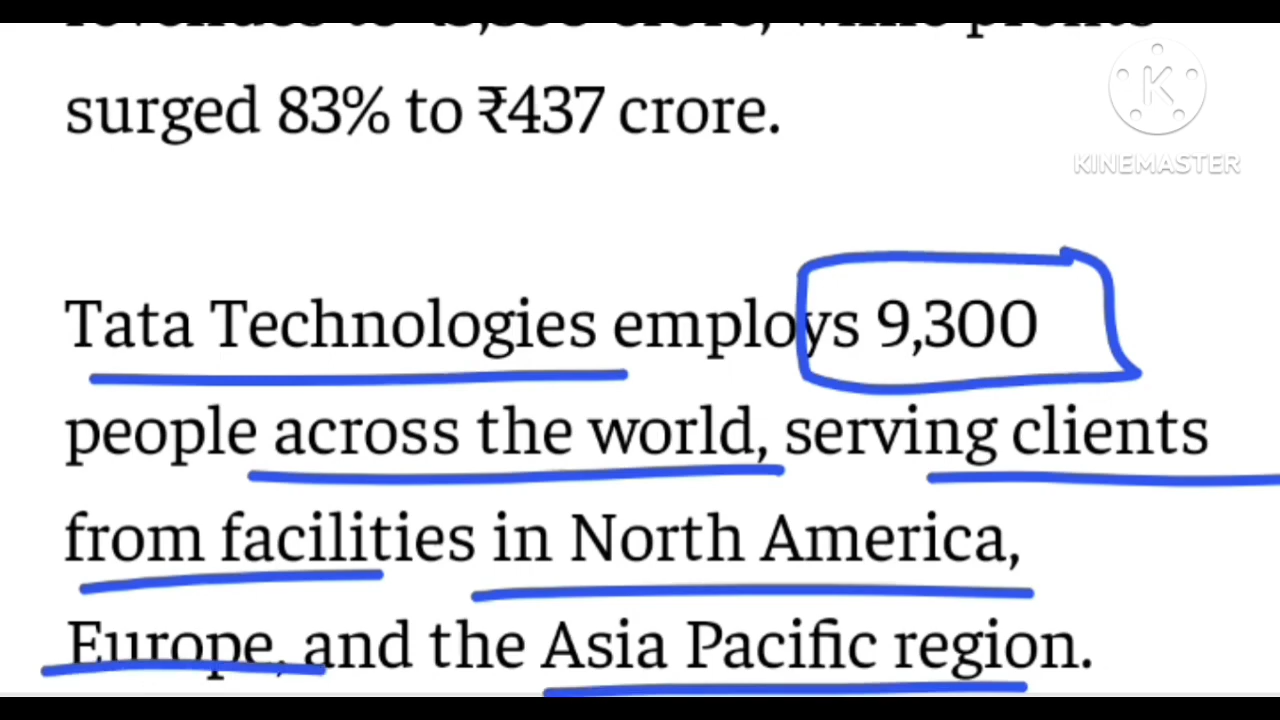 surged 83% to ₹437 crore.
K
KINEMASTER
Tata Technologies employs 9,300
people across the world, serving clients
from facilities in North America,
Europe, and the Asia Pacific region.